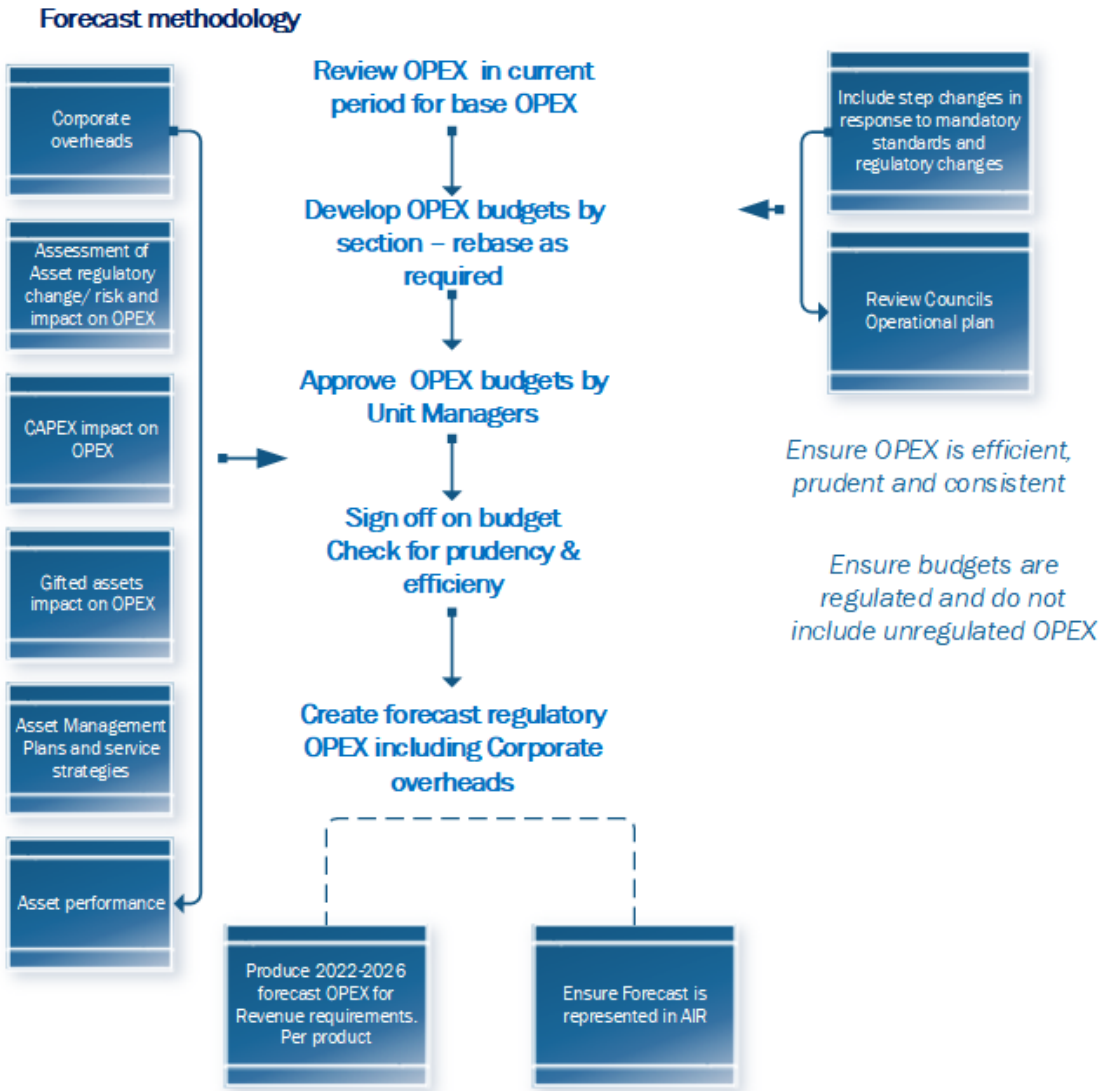 Forecast methodology
Corporate
overheads
Assessment of
Asset regulatory
change/ risk and
impact on OPEX
CAPEX impact on
OPEX
Gifted assets
impact on OPEX
Asset Management
Plans and service
strategies
Asset performance
Review OPEX in current
period for base OPEX
Develop OPEX budgets by
section – rebase as
required
Approve OPEX budgets by
Unit Managers
Sign off on budget
Check for prudency &
efficieny
Create forecast regulatory
OPEX including Corporate
overheads
Produce 2022-2026
forecast OPEX for
Revenue requirements.
Per product
Ensure Forecast is
represented in AIR
Include step changes in
response to mandatory
standards and
regulatory changes
Review Councils
Operational plan
Ensure OPEX is efficient,
prudent and consistent
Ensure budgets are
regulated and do not
include unregulated OPEX